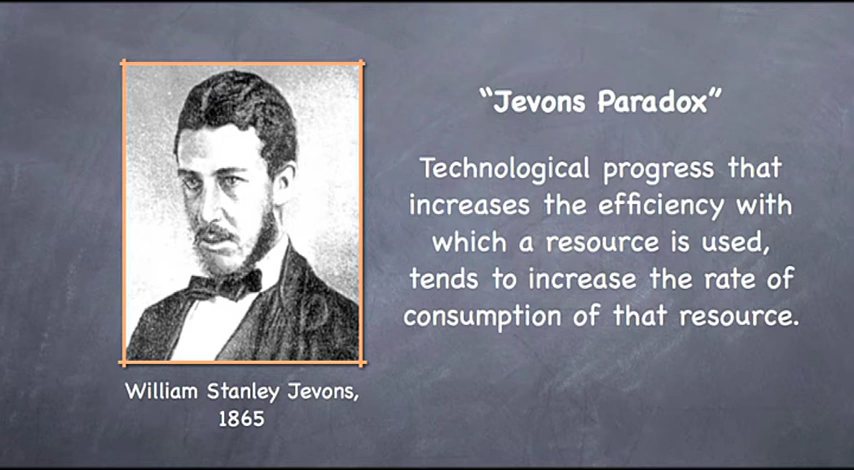 “Jevons Paradox”
Technological progress that
increases the efficiency with
which a resource is used,
tends to increase the rate of
consumption of that resource.
William Stanley Jevons,
1865